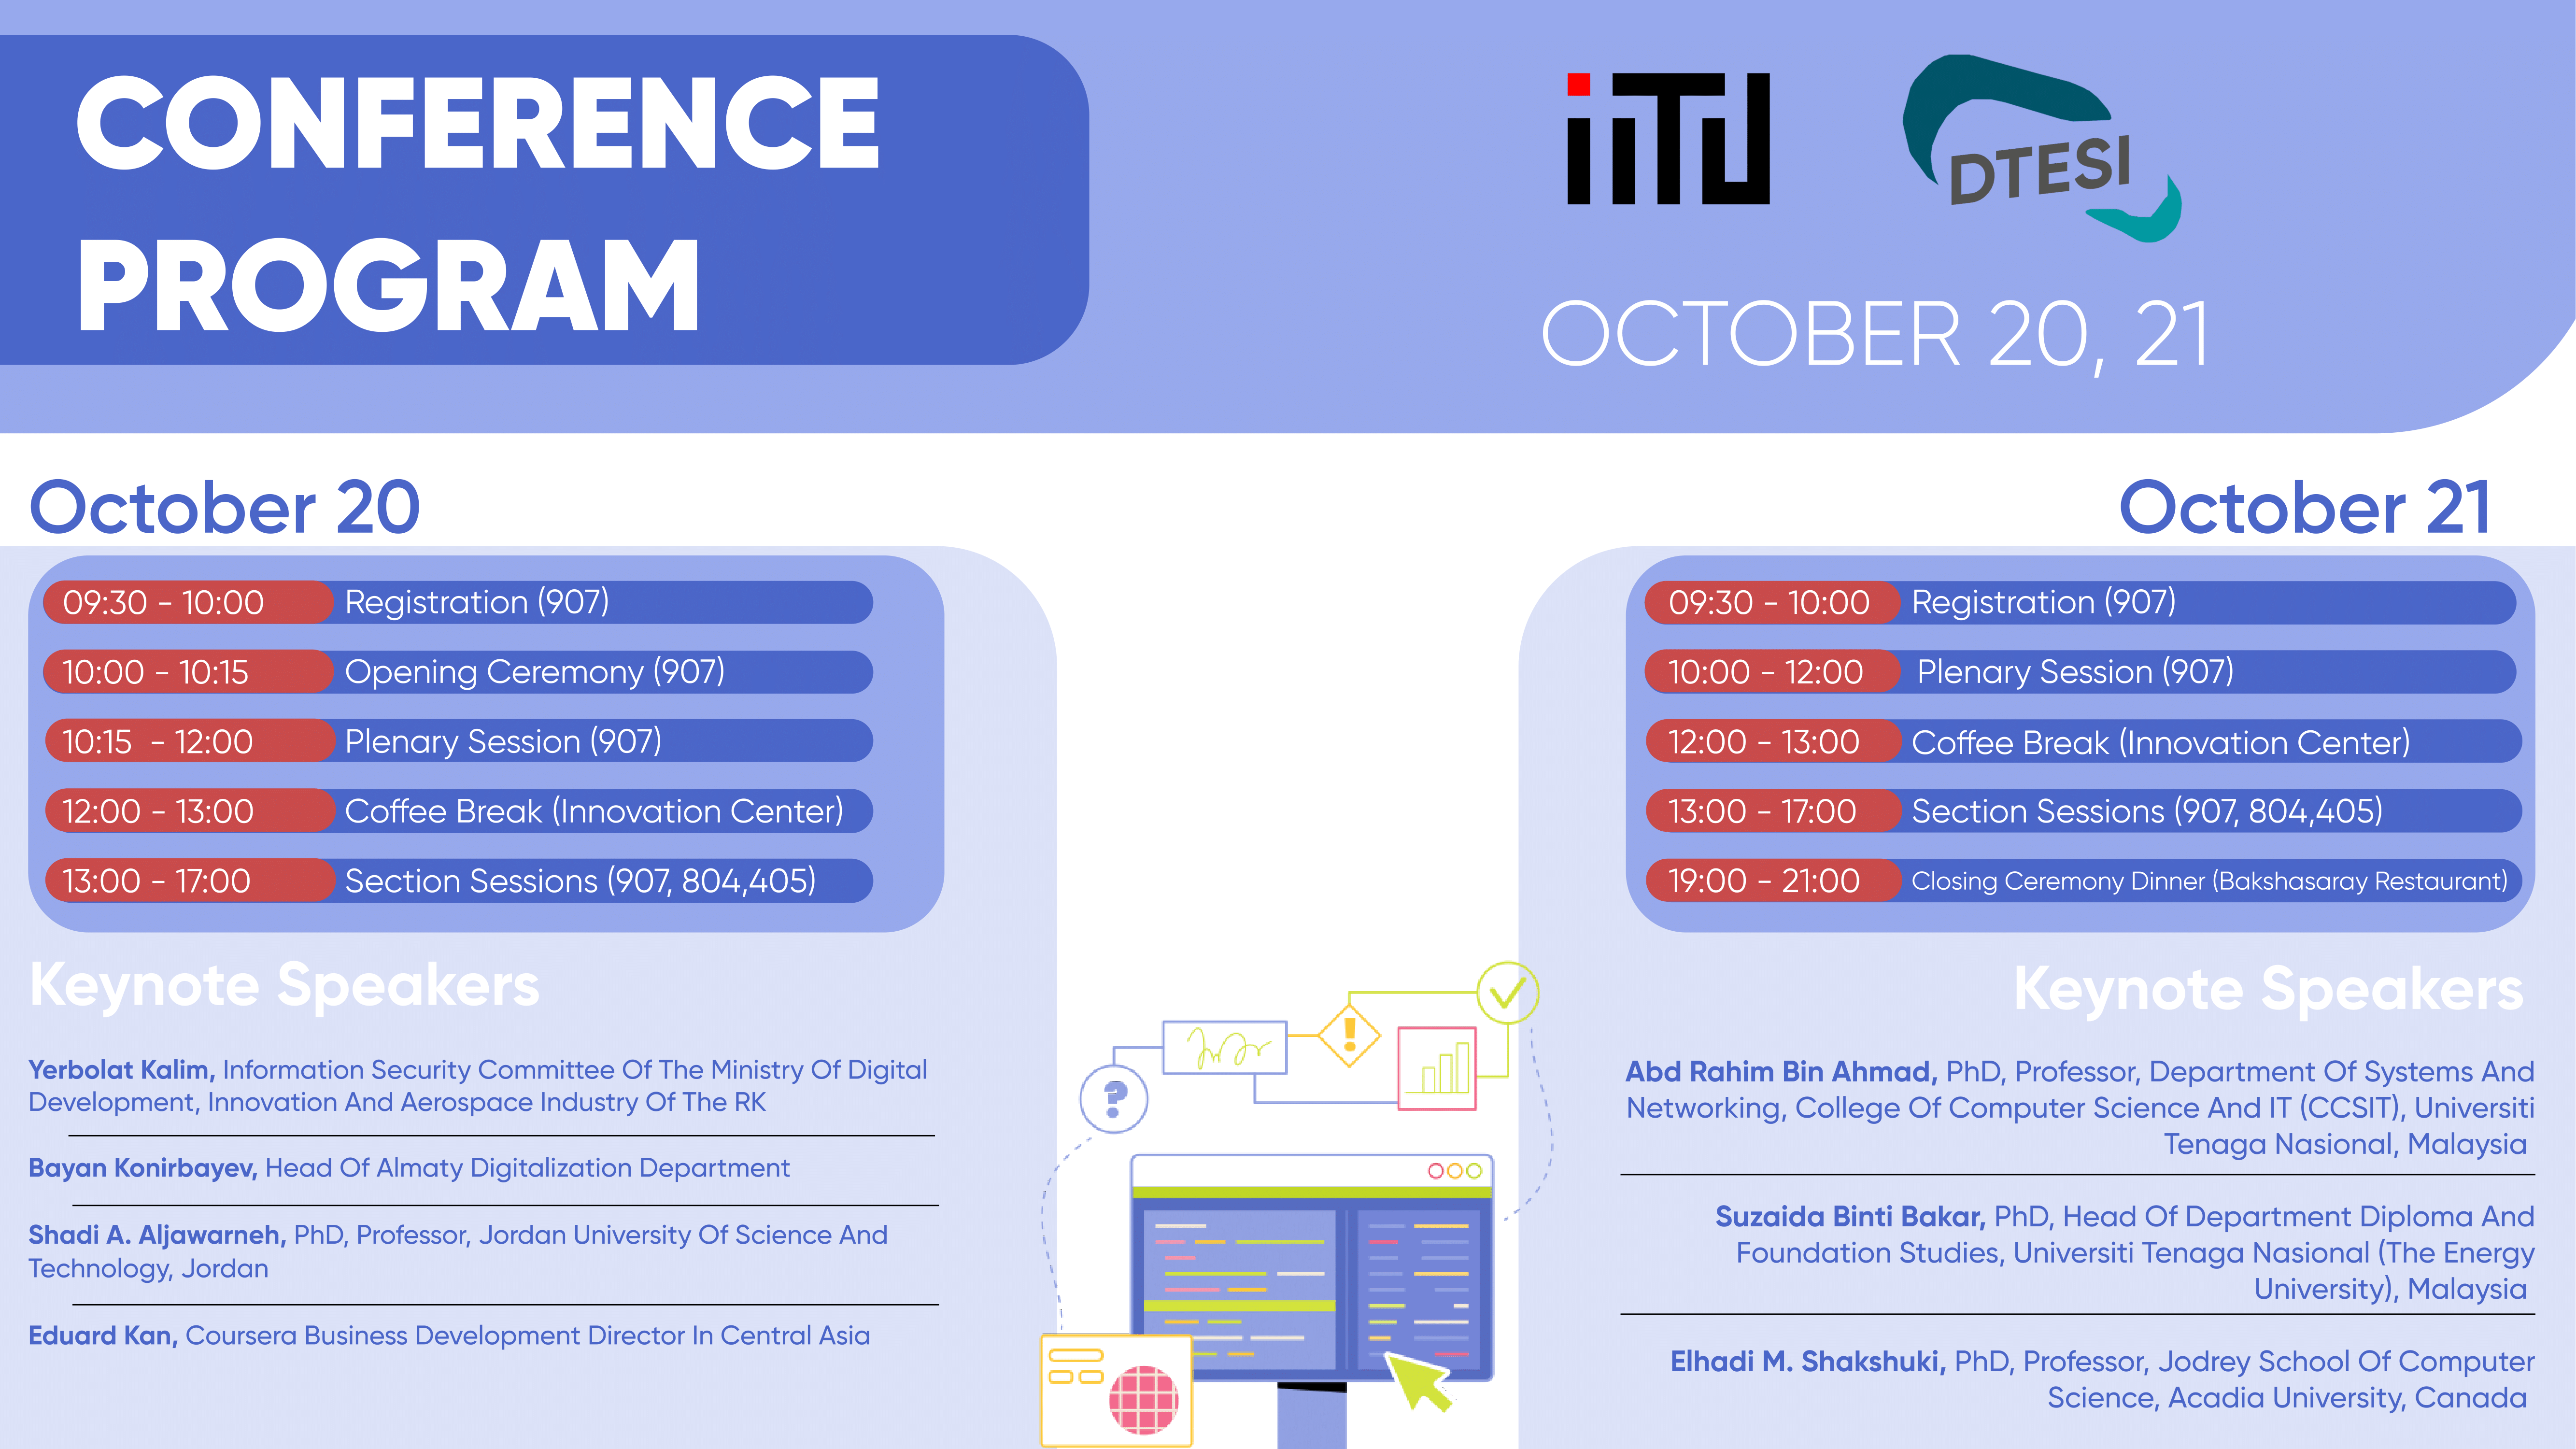 CONFERENCE
PROGRAM
iiTU
DTESI
OCTOBER 20, 21
October 20
09:30 - 10:00 Registration (907)
10:00 - 10:15 Opening Ceremony (907)
10:15 - 12:00 Plenary Session (907)
12:00 - 13:00 Coffee Break (Innovation Center)
13:00 - 17:00 Section Sessions (907, 804,405)
Keynote Speakers
Yerbolat Kalim, Information Security Committee Of The Ministry Of Digital
Development, Innovation And Aerospace Industry Of The RK
Bayan Konirbayev, Head Of Almaty Digitalization Department
Shadi A. Aljawarneh, PhD, Professor, Jordan University Of Science And
Technology, Jordan
Eduard Kan, Coursera Business Development Director In Central Asia
October 21
09:30 - 10:00 Registration (907)
10:00 - 12:00 Plenary Session (907)
12:00 - 13:00 Coffee Break (Innovation Center)
13:00 - 17:00 Section Sessions (907, 804,405)
19:00 - 21:00 Closing Ceremony Dinner (Bakshasaray Restaurant)
Keynote Speakers
Abd Rahim Bin Ahmad, PhD, Professor, Department Of Systems And
Networking, College Of Computer Science And IT (CCSIT), Universiti
Tenaga Nasional, Malaysia
Suzaida Binti Bakar, PhD, Head Of Department Diploma And
Foundation Studies, Universiti Tenaga Nasional (The Energy
University), Malaysia
Elhadi M. Shakshuki, PhD, Professor, Jodrey School Of Computer
Science, Acadia University, Canada